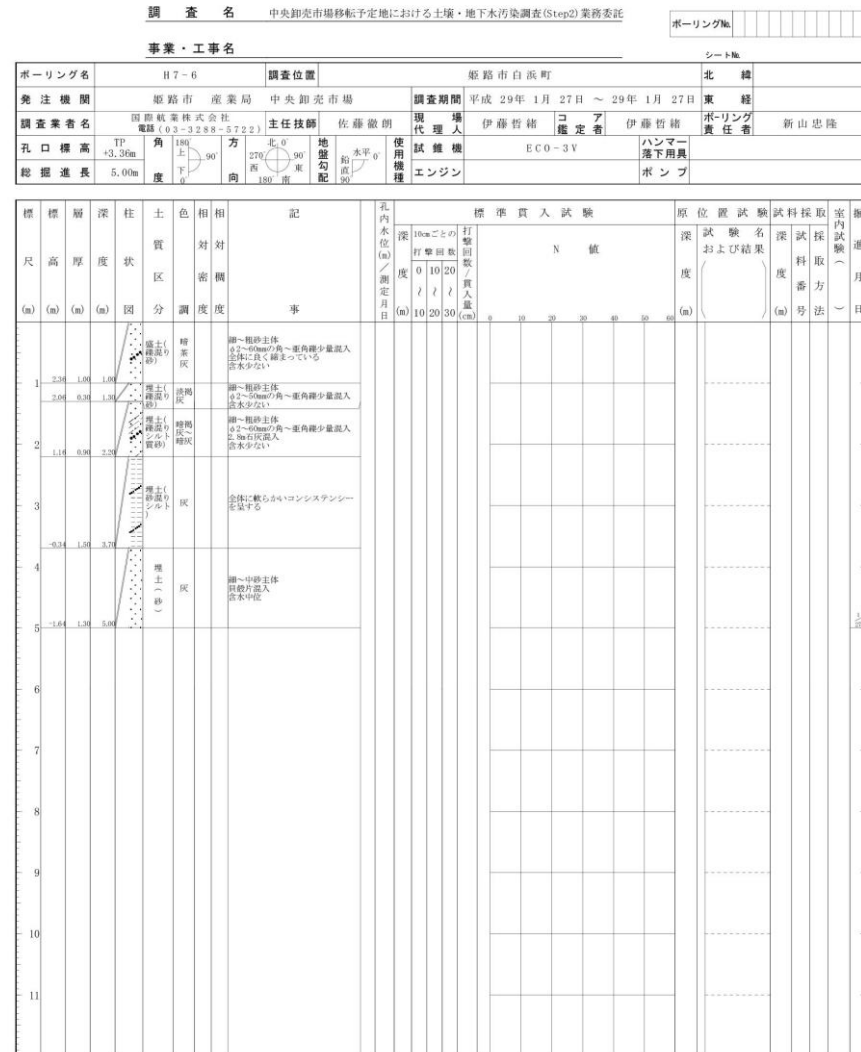 調査名 中央卸売市場移転予定地における土壌・地下水汚染調査(Step2)業務委託
ボーリングNo.
事業・工事名
シートNo.
ボーリング名 H7-6 調査位置 姫路市白浜町 北緯
発注機関 姫路市 産業局 中央卸売市場 調査期間 平成 29年 1月 27日 ～ 29年 1月 27日 東経
調査業者名 国際航業株式会社 電話(03-3288-5722) 主任技師 佐藤徹朗 現場代理人 伊藤哲緒 コア鑑定者 伊藤哲緒 ボーリング責任者 新山忠隆
孔口標高 TP +3.36m 角度 180° 上 下 0° 90° 方向 北 0° 270° 西 90° 東 180° 南 地盤勾配 水平 0° 鉛直 90° 使用機種 試錐機 ECO-3V ハンマー落下用具
総掘進長 5.00m エンジン ポンプ
標尺(m) 標高(m) 層厚(m) 深度(m) 柱状図 土質区分 色調 相対密度 相対稠度 記事 孔内水位(m)/測定月日 標準貫入試験 原位置試験 試料採取 室内試験( ) 掘進月日
深度(m) 10cmごとの打撃回数 0～10 10～20 20～30 打撃回数/貫入量(cm) N値 深度(m) 試験名および結果 深度(m) 試料番号 採取方法
0 10 20 30 40 50 60
盛土(礫混り砂) 暗茶灰 細～粗砂主体
φ2～60mmの角～亜角礫少量混入
全体に良く締まっている
含水少ない
1 2.36 1.00 1.00
埋土(礫混り砂) 淡褐灰 細～粗砂主体
φ2～50mmの角～亜角礫少量混入
含水少ない
2.06 0.30 1.30
埋土(礫混りシルト質砂) 暗褐灰～暗灰 細～粗砂主体
φ2～60mmの角～亜角礫少量混入
2.8m石灰混入
含水少ない
2 1.16 0.90 2.20
埋土(砂混りシルト) 灰 全体に軟らかいコンシステンシーを呈する
3
-0.34 1.50 3.70
4
埋土(砂) 灰 細～中砂主体
貝殻片混入
含水中位
5 -1.64 1.30 5.00
6
7
8
9
10
11